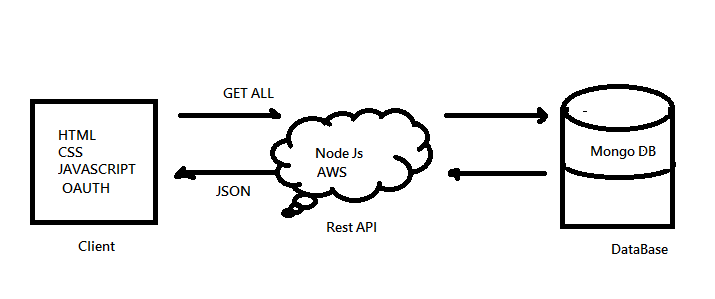 GET ALL
HTML
CSS
JAVASCRIPT
OAUTH
Client
JSON
Node Js
AWS
Rest API
Mongo DB
DataBase